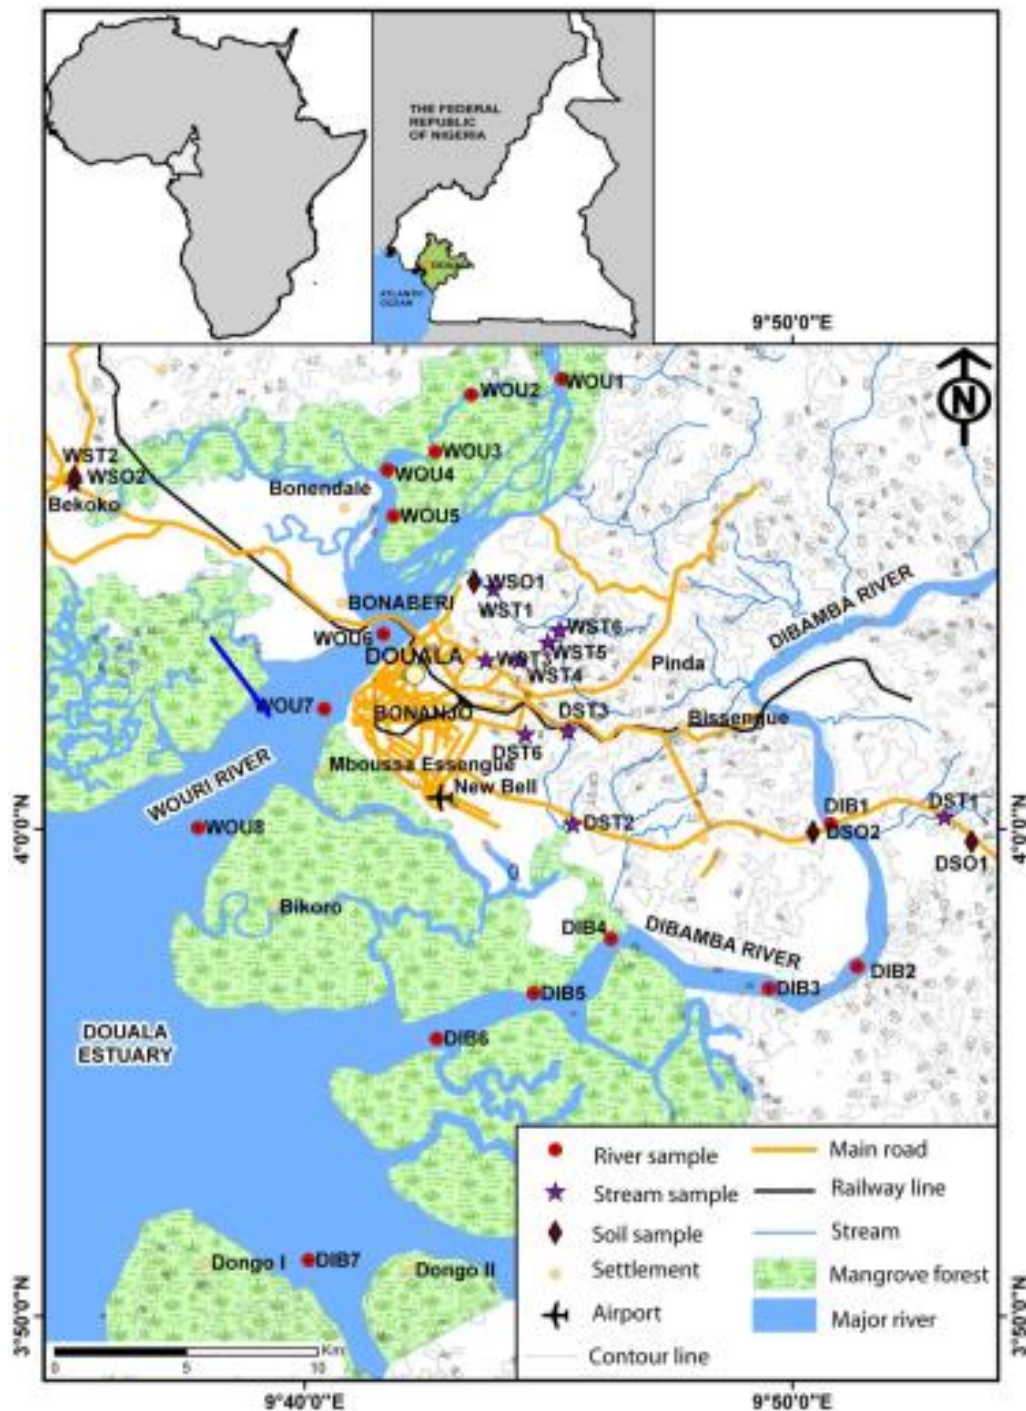 THE FEDERAL
REPUBLIC
OF NIGERIA
ATLANTIC
OCEAN
9°50'0"E
N
WOU1
WOU2
WOU3
WOU4
WST2
WSO2
Bekoko
Bonendale
WOU5
WSO1
WST1
BONABERI
DIBAMBA RIVER
WOU6
WST6
DOUALA
WST5
WST3
WST4
Pinda
WOU7
BONANJO
DST3
Bissengue
DST6
Mboussa Essengue
New Bell
WOURI RIVER
4°0'0"N
4°0'0"N
WOU8
DST2
DIB1
DSO2
DST1
DSO1
Bikoro
DIB4
DIBAMBA RIVER
DIB2
DIB3
DIB5
DOUALA
ESTUARY
DIB6
River sample
Main road
Stream sample
Railway line
Soil sample
Stream
Settlement
Mangrove forest
Airport
Major river
Contour line
Dongo I
DIB7
Dongo II
3°50'0"N
3°50'0"N
0 5 10 Km
9°40'0"E
9°50'0"E